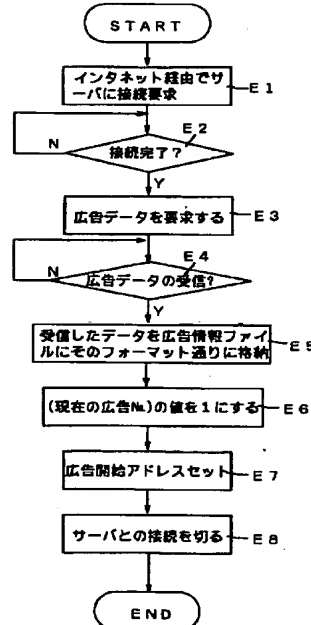 START
インタネット経由でサ
ーバに接続要求
E1
E2
N
接続完了?
Y
広告データを要求する
E3
E4
N
広告データの受信?
Y
受信したデータを広告情報ファイ
ルにそのフォーマット通りに格納
E5
(現在の広告№)の値を1にする
E6
広告開始アドレスセット
E7
サーバとの接続を切る
E8
END